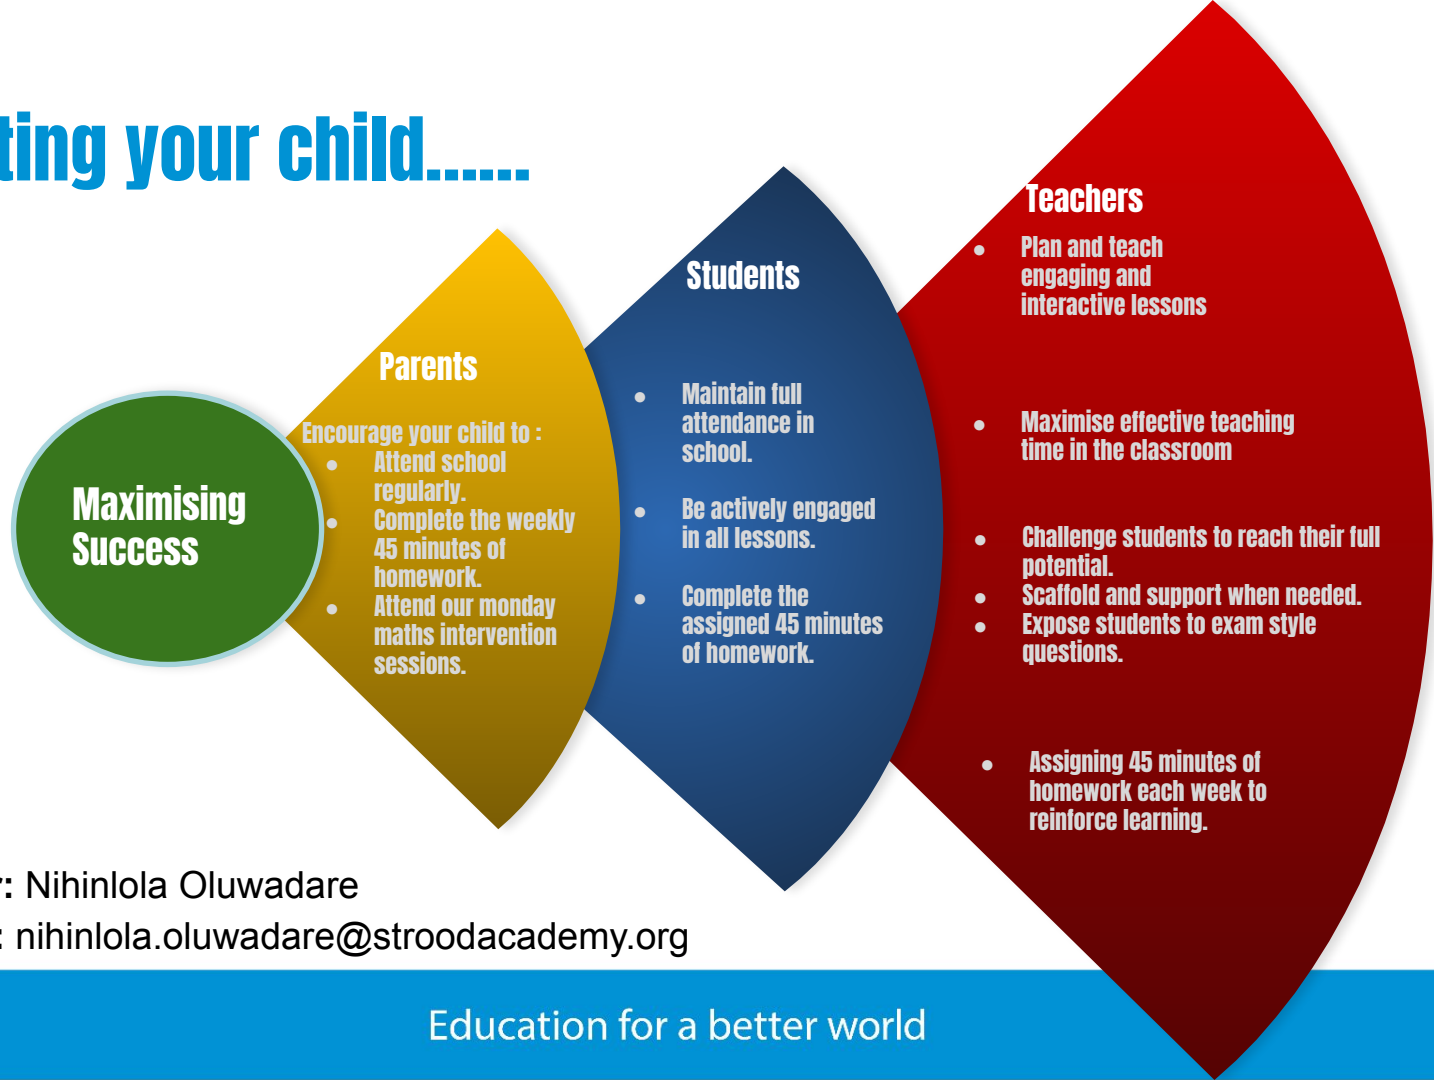 ting your child......
Maximising
Success
Parents
Encourage your child to :
● Attend school
regularly.
● Complete the weekly
45 minutes of
homework.
● Attend our monday
maths intervention
sessions.
Students
● Maintain full
attendance in
school.
● Be actively engaged
in all lessons.
● Complete the
assigned 45 minutes
of homework.
Teachers
● Plan and teach
engaging and
interactive lessons
● Maximise effective teaching
time in the classroom
● Challenge students to reach their full
potential.
● Scaffold and support when needed.
● Expose students to exam style
questions.
● Assigning 45 minutes of
homework each week to
reinforce learning.
: Nihinlola Oluwadare
: nihinlola.oluwadare@stroodacademy.org
Education for a better world